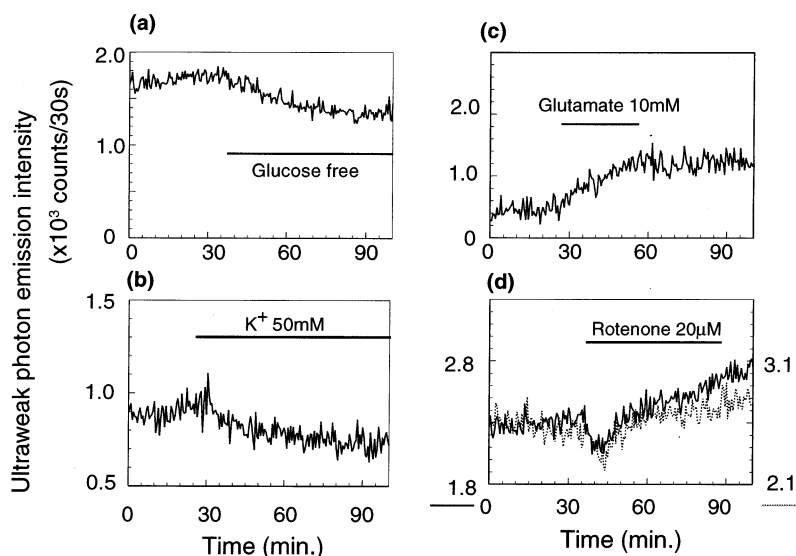 Ultraweak photon emission intensity
(x10³ counts/30s)
(a)
2.0
1.0
0
Glucose free
0 30 60 90
(b)
1.5
1.0
0.5
K⁺ 50mM
0 30 60 90
Time (min.)
(c)
2.0
1.0
0
Glutamate 10mM
0 30 60 90
(d)
2.8
1.8
Rotenone 20µM
3.1
2.1
0 30 60 90
Time (min.)